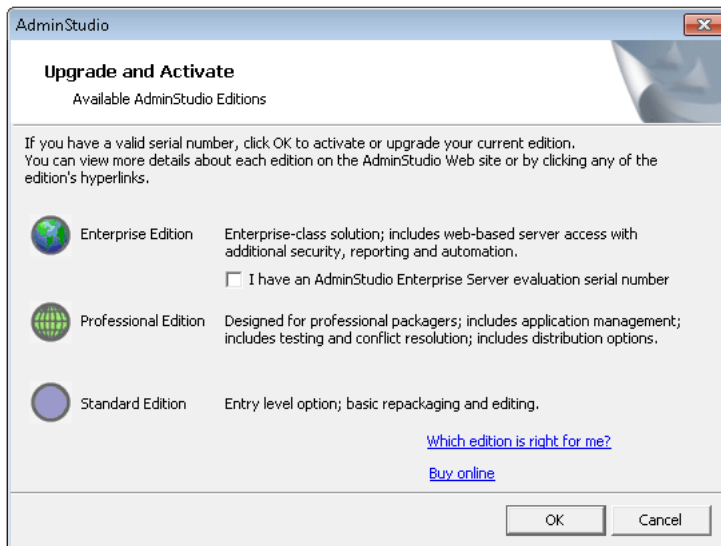 AdminStudio
Upgrade and Activate
Available AdminStudio Editions
If you have a valid serial number, click OK to activate or upgrade your current edition.
You can view more details about each edition on the AdminStudio Web site or by clicking any of the
edition's hyperlinks.
Enterprise Edition
Enterprise-class solution; includes web-based server access with
additional security, reporting and automation.
I have an AdminStudio Enterprise Server evaluation serial number
Professional Edition
Designed for professional packagers; includes application management;
includes testing and conflict resolution; includes distribution options.
Standard Edition
Entry level option; basic repackaging and editing.
Which edition is right for me?
Buy online
OK
Cancel